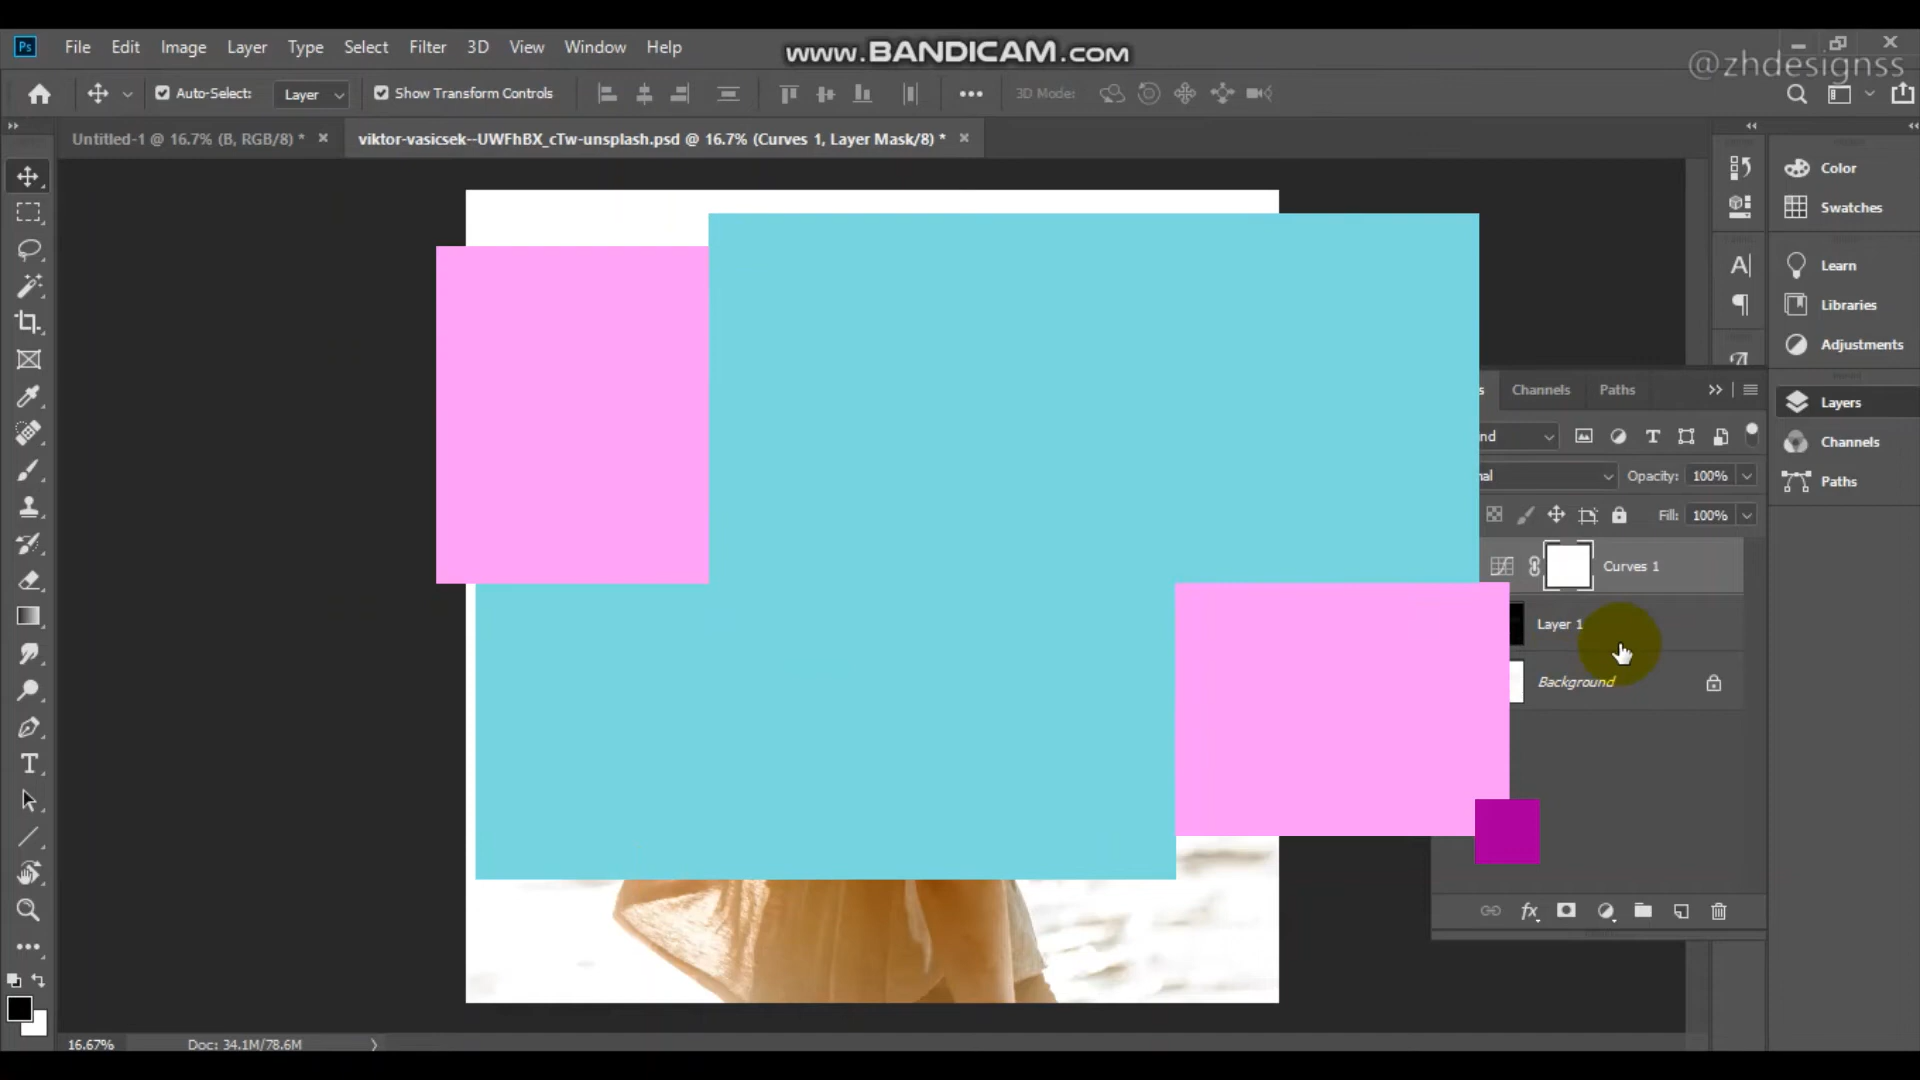 Ps File Edit Image Layer Type Select Filter 3D View Window Help
www.BANDICAM.com
@zhdesignss
Auto-Select: Layer Show Transform Controls 3D Mode:
Untitled-1 @ 16.7% (B, RGB/8) * viktor-vasicsek--UWFhBX_cTw-unsplash.psd @ 16.7% (Curves 1, Layer Mask/8) *
Color
Swatches
Learn
Libraries
Adjustments
Layers
Channels
Paths
s Channels Paths
nd
nal Opacity: 100%
Fill: 100%
Curves 1
Layer 1
Background
fx
16.67% Doc: 34.1M/78.6M